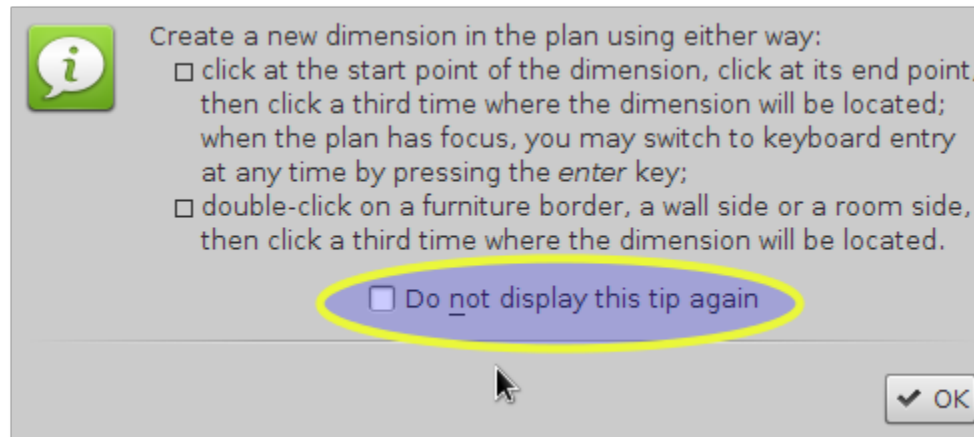 Create a new dimension in the plan using either way:
click at the start point of the dimension, click at its end point,
then click a third time where the dimension will be located;
when the plan has focus, you may switch to keyboard entry
at any time by pressing the enter key;
double-click on a furniture border, a wall side or a room side,
then click a third time where the dimension will be located.
Do not display this tip again
OK